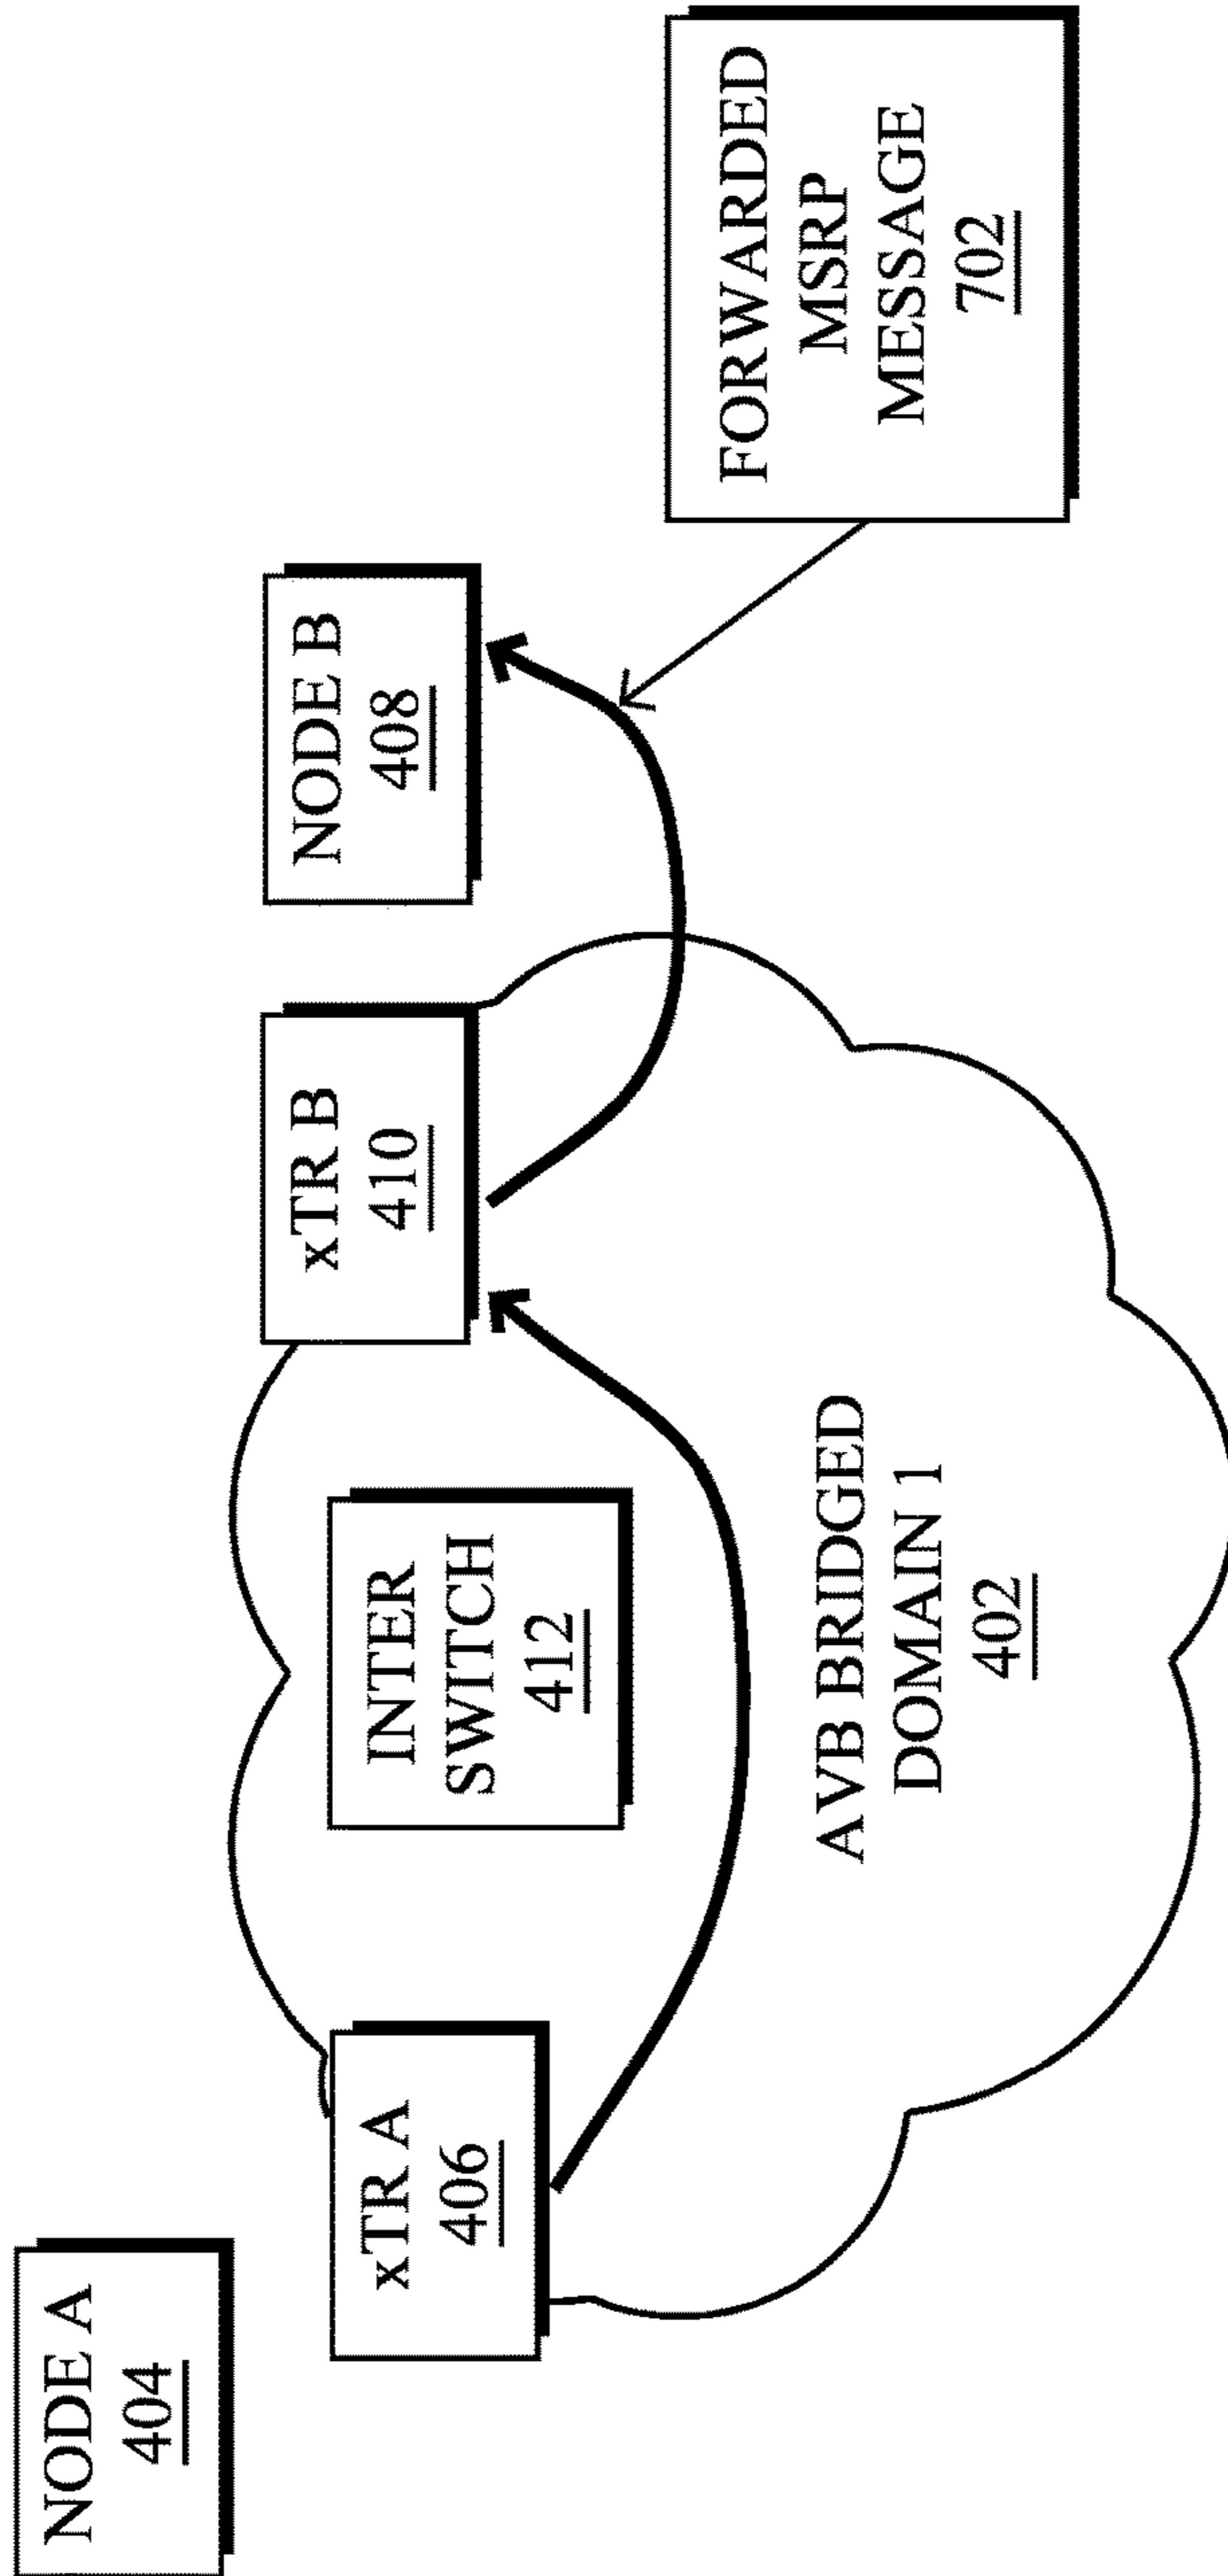 NODE A
404
xTR A
406
INTER
SWITCH
412
xTR B
410
NODE B
408
AVB BRIDGED
DOMAIN 1
402
FORWARDED
MSRP
MESSAGE
702